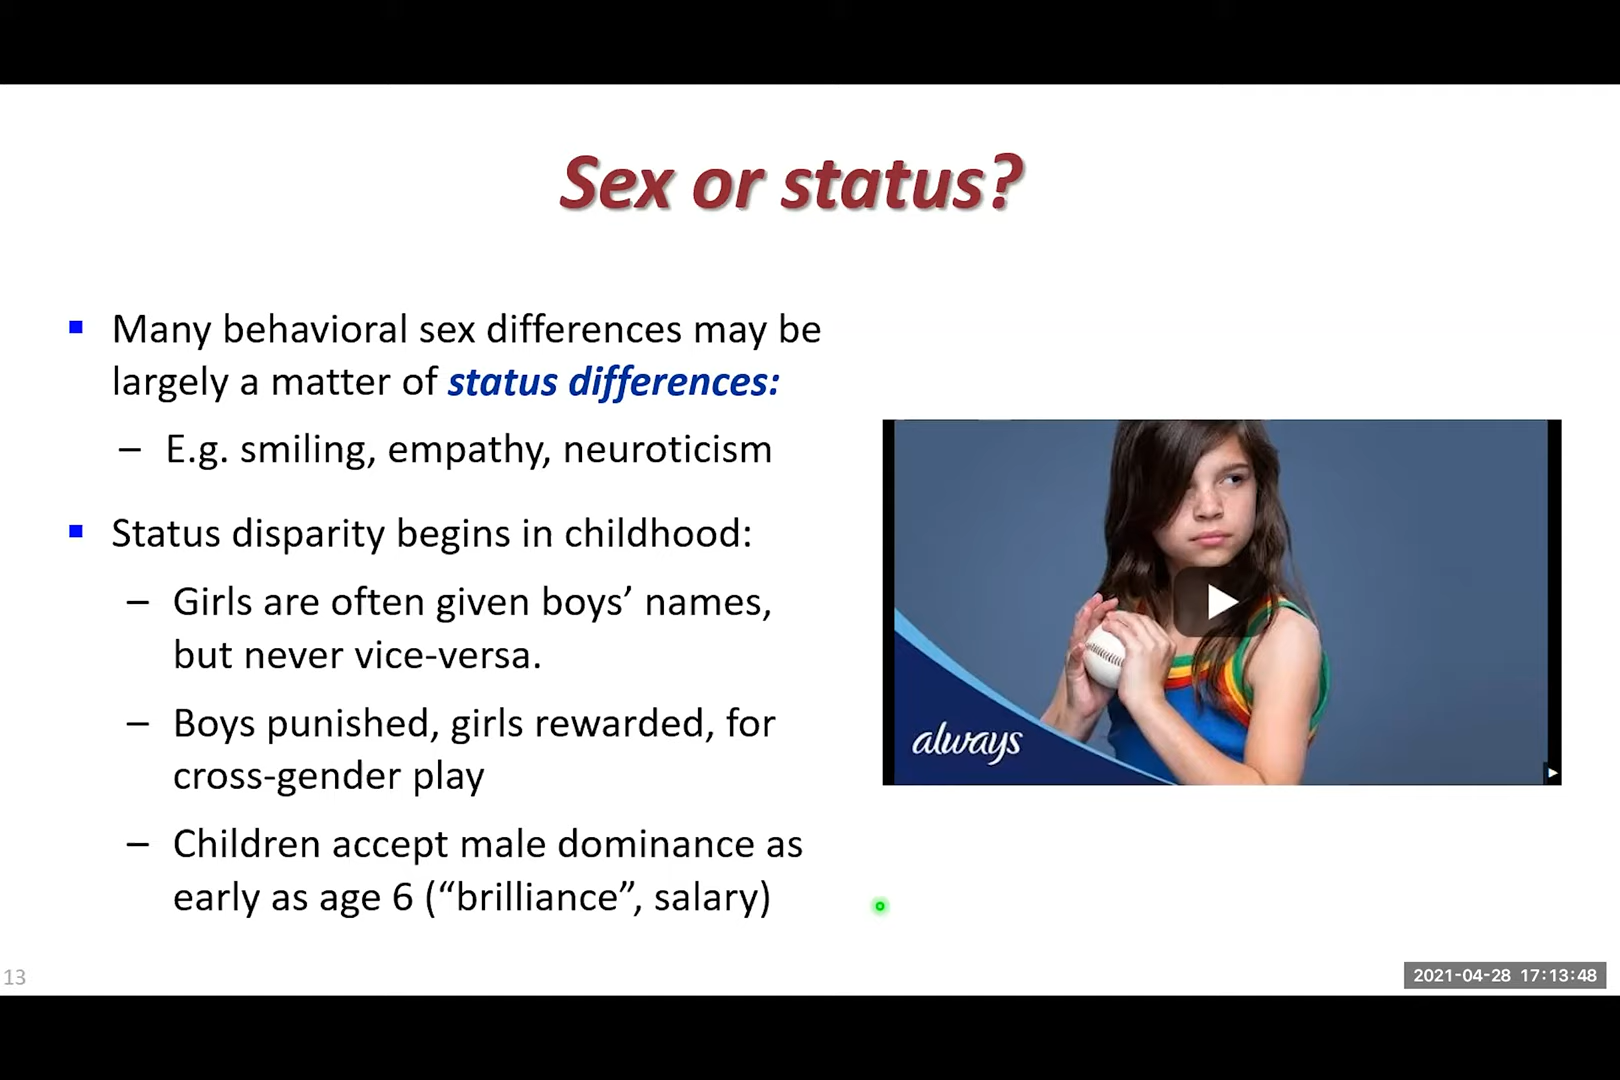 Sex or status?
Many behavioral sex differences may be
largely a matter of status differences:
– E.g. smiling, empathy, neuroticism
Status disparity begins in childhood:
– Girls are often given boys’ names,
but never vice-versa.
– Boys punished, girls rewarded, for
cross-gender play
– Children accept male dominance as
early as age 6 (“brilliance”, salary)
always
13
2021-04-28 17:13:48